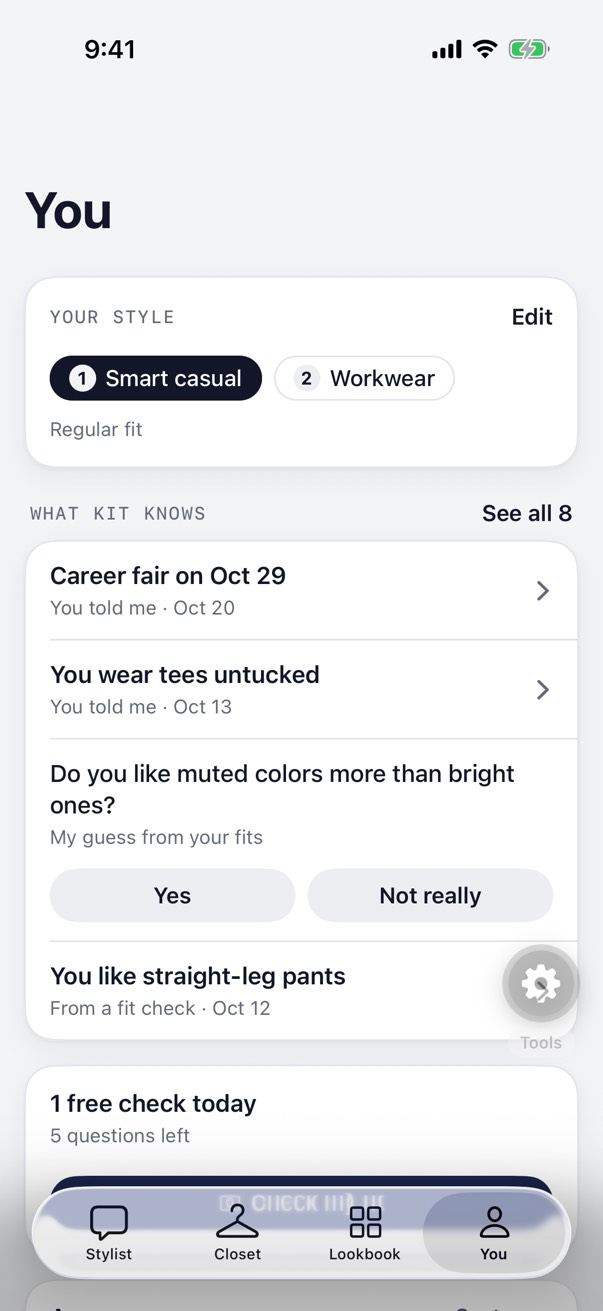 9:41
You
YOUR STYLE
Edit
1 Smart casual
2 Workwear
Regular fit
WHAT KIT KNOWS
See all 8
Career fair on Oct 29
You told me · Oct 20
You wear tees untucked
You told me · Oct 13
Do you like muted colors more than bright
ones?
My guess from your fits
Yes
Not really
You like straight-leg pants
From a fit check · Oct 12
Tools
1 free check today
5 questions left
Stylist
Closet
Lookbook
You